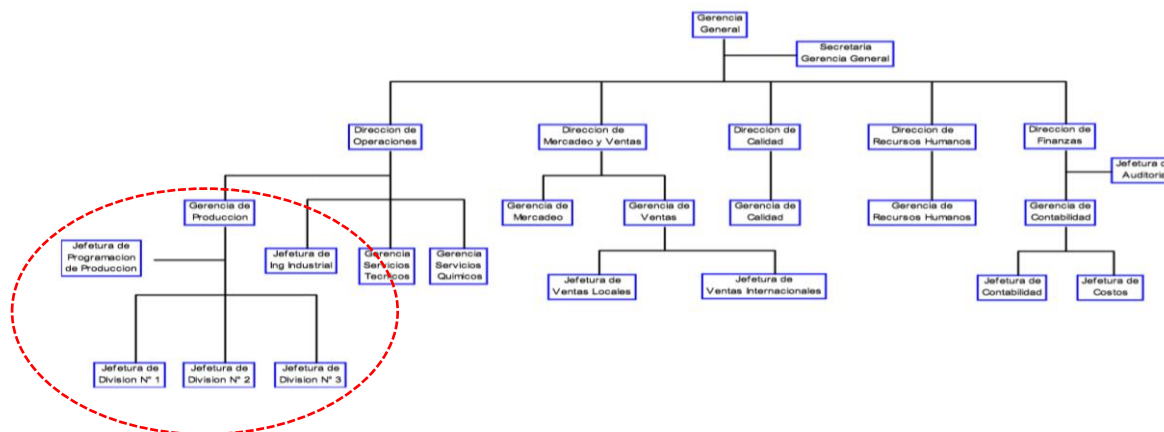 Gerencia
General
Secretaria
Gerencia General
Direccion de
Operaciones
Direccion de
Mercadeo y Ventas
Direccion de
Calidad
Direccion de
Recursos Humanos
Direccion de
Finanzas
Jefetura de
Auditoria
Gerencia de
Produccion
Gerencia de
Mercadeo
Gerencia de
Ventas
Gerencia de
Calidad
Gerencia de
Recursos Humanos
Gerencia de
Contabilidad
Jefetura de
Programacion
de Produccion
Jefetura de
Ing Industrial
Gerencia
Servicios
Tecnicos
Gerencia
Servicios
Quimicos
Jefetura de
Ventas Locales
Jefetura de
Ventas Internacionales
Jefetura de
Contabilidad
Jefetura de
Costos
Jefetura de
Division N° 1
Jefetura de
Division N° 2
Jefetura de
Division N° 3